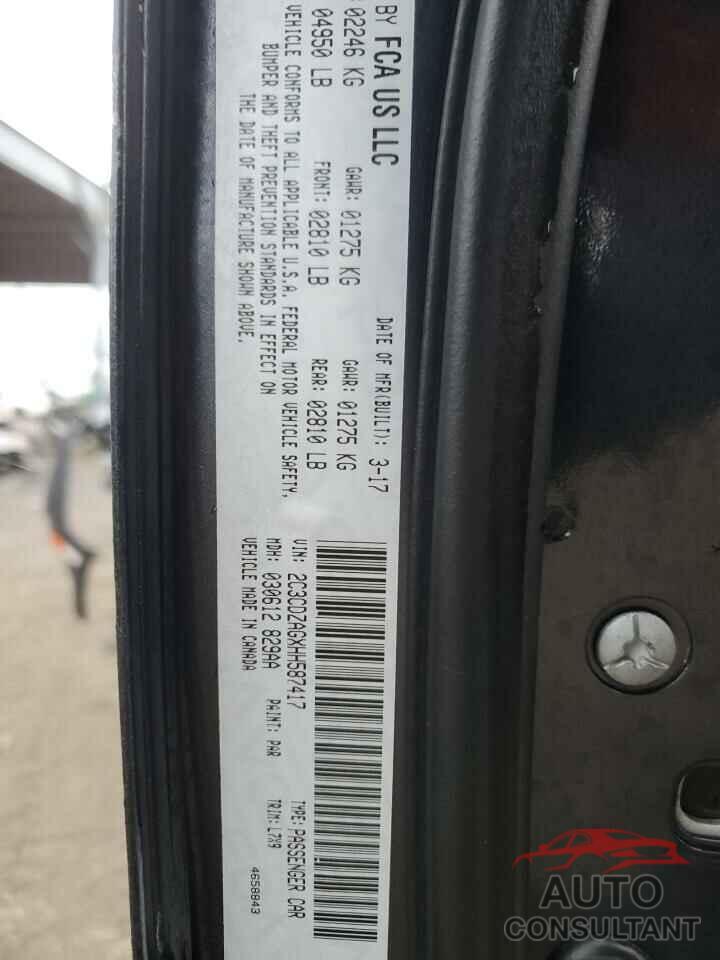 BY FCA US LLC
DATE OF MFR(BUILT): 3-17
02246 KG GAWR: 01275 KG GAWR: 01275 KG
04950 LB FRONT: 02810 LB REAR: 02810 LB
VEHICLE CONFORMS TO ALL APPLICABLE U.S.A. FEDERAL MOTOR VEHICLE SAFETY,
BUMPER AND THEFT PREVENTION STANDARDS IN EFFECT ON
THE DATE OF MANUFACTURE SHOWN ABOVE.
VIN: 2C3CDZAGXHH587417 TYPE: PASSENGER CAR
MDH: 030612 829AA PAINT: PAR TRIM: L7X9
VEHICLE MADE IN CANADA
4658843
AUTO
CONSULTANT